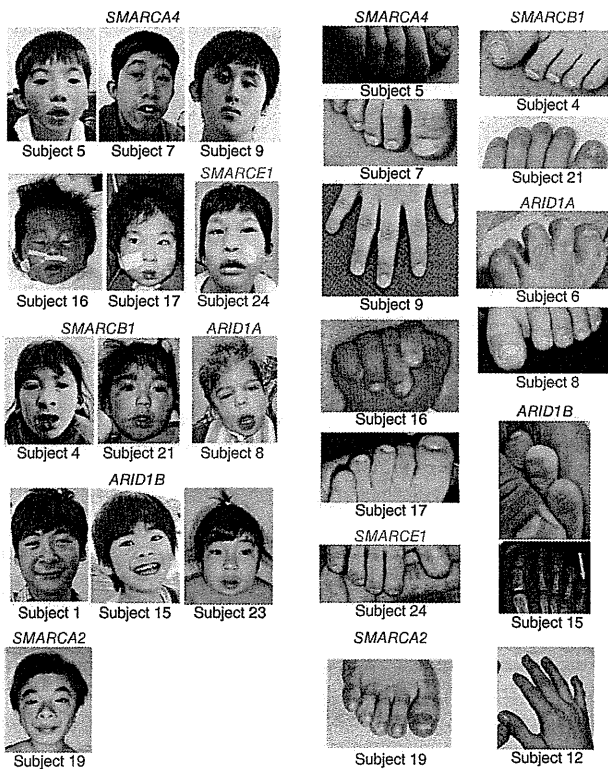 SMARCA4
Subject 5 Subject 7 Subject 9
SMARCE1
Subject 16 Subject 17 Subject 24
SMARCB1 ARID1A
Subject 4 Subject 21 Subject 8
ARID1B
Subject 1 Subject 15 Subject 23
SMARCA2
Subject 19
SMARCA4
Subject 5
Subject 7
Subject 9
Subject 16
Subject 17
SMARCE1
Subject 24
SMARCA2
Subject 19
SMARCB1
Subject 4
Subject 21
ARID1A
Subject 6
Subject 8
ARID1B
Subject 15
Subject 12